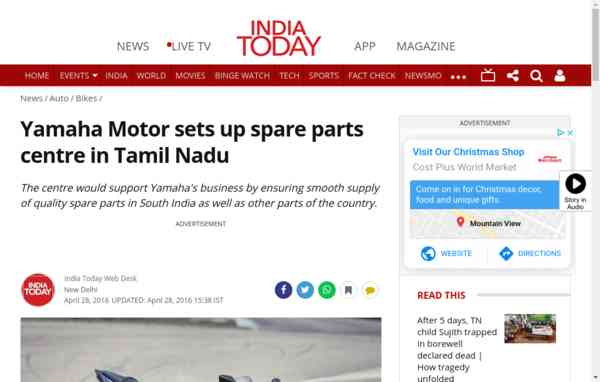 INDIA
TODAY
NEWS LIVE TV APP MAGAZINE
HOME EVENTS INDIA WORLD MOVIES BINGE WATCH TECH SPORTS FACT CHECK NEWSMO
News / Auto / Bikes /
Yamaha Motor sets up spare parts
centre in Tamil Nadu
The centre would support Yamaha's business by ensuring smooth supply
of quality spare parts in South India as well as other parts of the country.
ADVERTISEMENT
INDIA
TODAY
India Today Web Desk
New Delhi
April 28, 2016 UPDATED: April 28, 2016 15:38 IST
ADVERTISEMENT
Visit Our Christmas Shop
Cost Plus World Market
Come on in for Christmas decor,
food and unique gifts.
Mountain View
WEBSITE DIRECTIONS
Story in
Audio
READ THIS
After 5 days, TN
child Sujith trapped
in borewell
declared dead |
How tragedy
unfolded